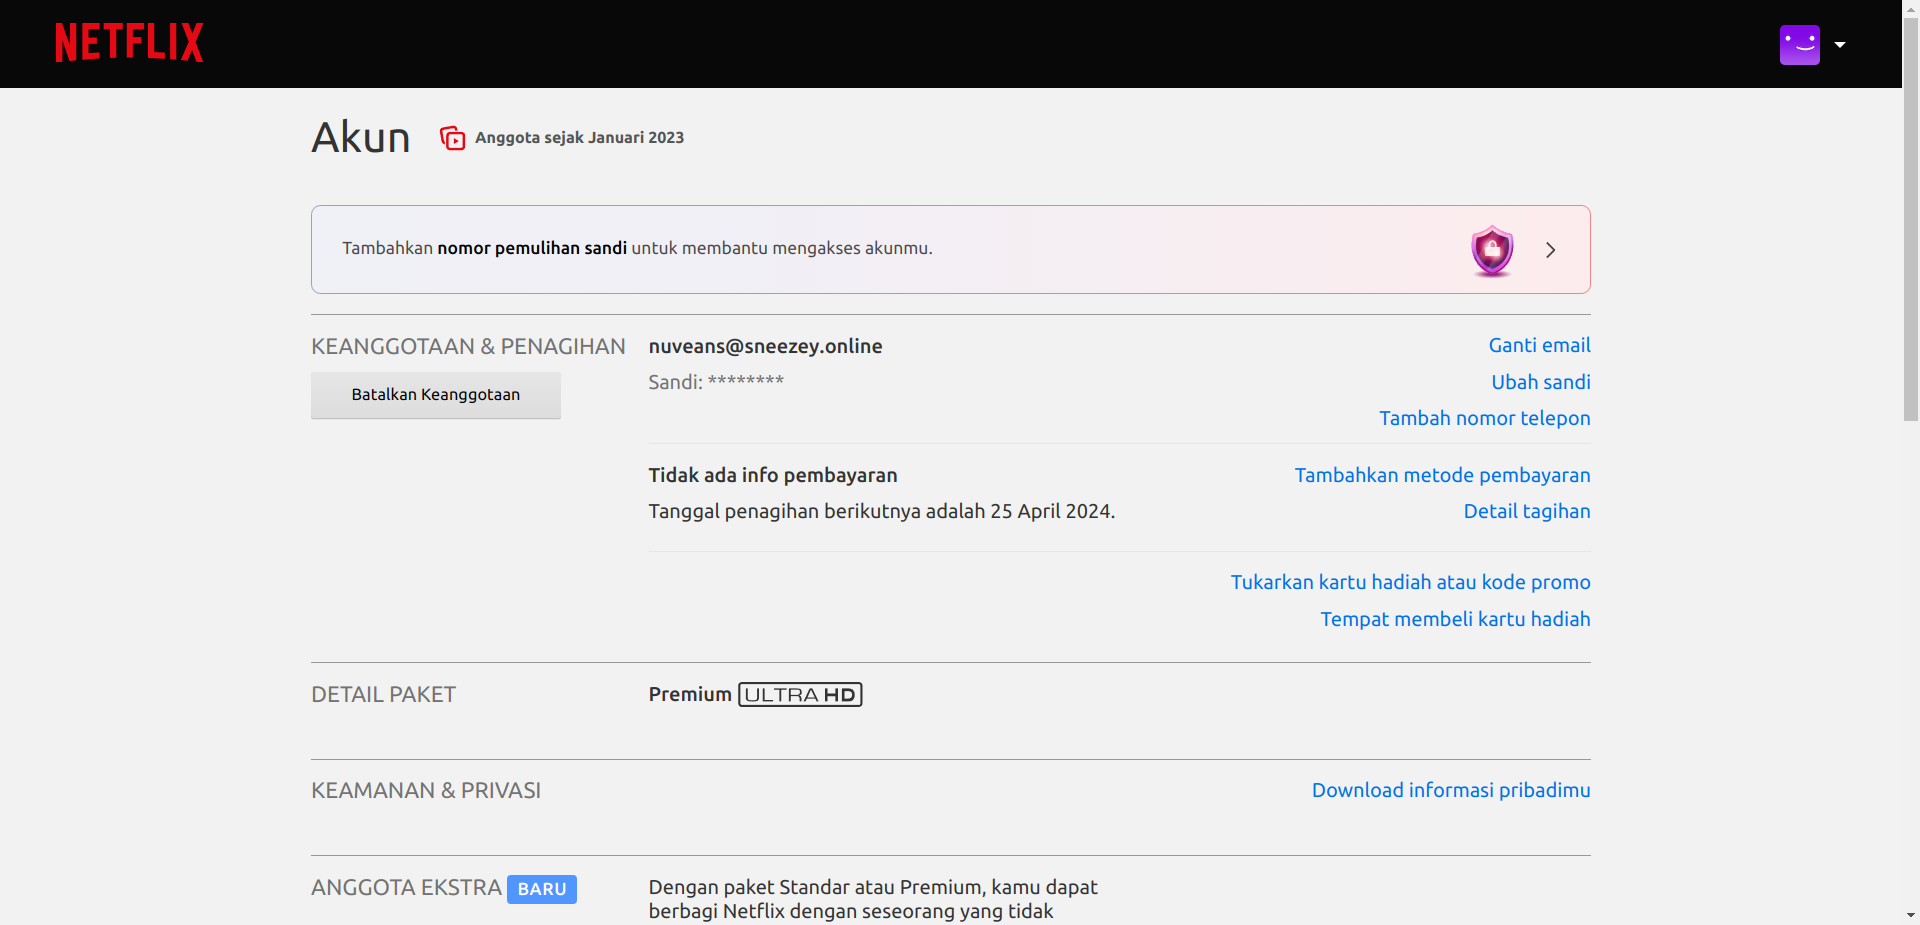 NETFLIX
Akun
Anggota sejak Januari 2023
Tambahkan nomor pemulihan sandi untuk membantu mengakses akunmu.
KEANGGOTAAN & PENAGIHAN
Batalkan Keanggotaan
nuveans@sneezey.online
Ganti email
Sandi: ********
Ubah sandi
Tambah nomor telepon
Tidak ada info pembayaran
Tambahkan metode pembayaran
Tanggal penagihan berikutnya adalah 25 April 2024.
Detail tagihan
Tukarkan kartu hadiah atau kode promo
Tempat membeli kartu hadiah
DETAIL PAKET
Premium ULTRA HD
KEAMANAN & PRIVASI
Download informasi pribadimu
ANGGOTA EKSTRA BARU
Dengan paket Standar atau Premium, kamu dapat
berbagi Netflix dengan seseorang yang tidak